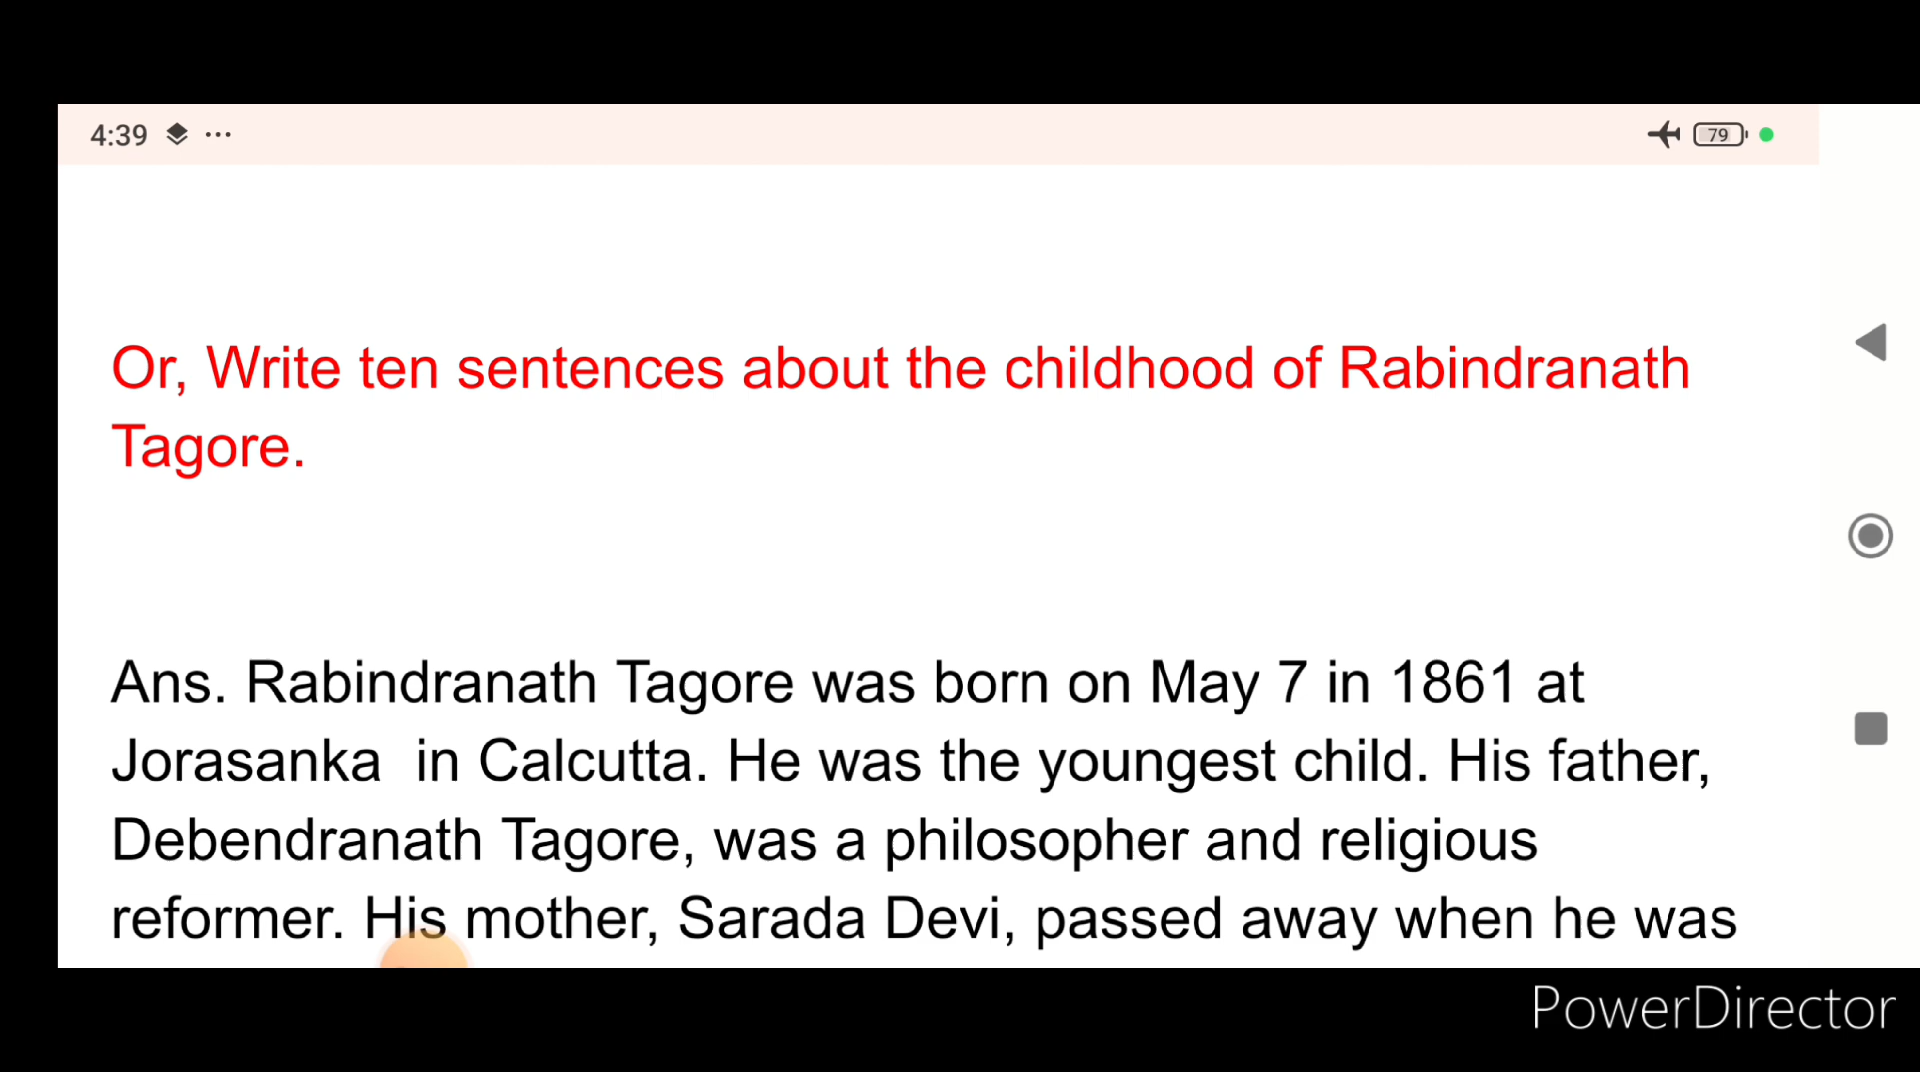 4:39 ...
79
Or, Write ten sentences about the childhood of Rabindranath
Tagore.
Ans. Rabindranath Tagore was born on May 7 in 1861 at
Jorasanka in Calcutta. He was the youngest child. His father,
Debendranath Tagore, was a philosopher and religious
reformer. His mother, Sarada Devi, passed away when he was
PowerDirector